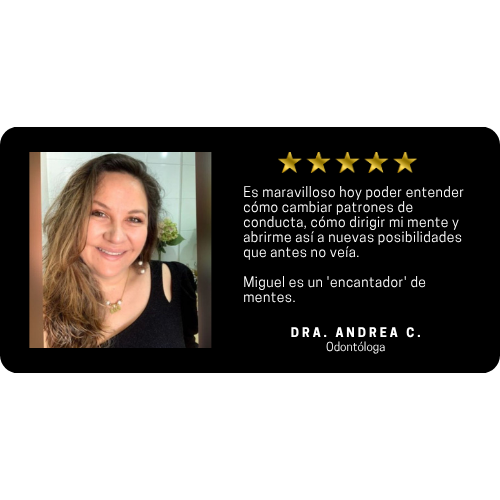 Es maravilloso hoy poder entender
cómo cambiar patrones de
conducta, cómo dirigir mi mente y
abrirme así a nuevas posibilidades
que antes no veía.
Miguel es un 'encantador' de
mentes.
DRA. ANDREA C.
Odontóloga